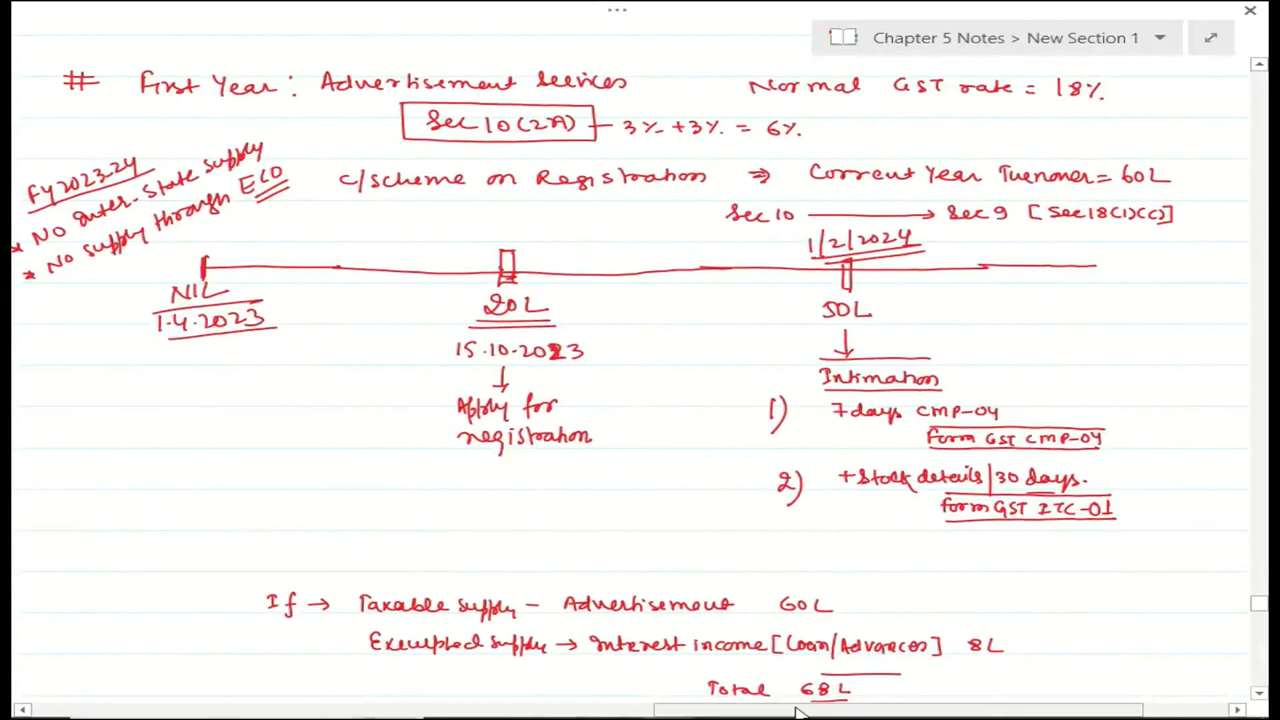 Chapter 5 Notes > New Section 1
# First Year: Advertisement Services Normal GST rate = 18%.
Sec 10(2A) - 3% + 3% = 6%.
FY 2023-24
* No Inter-State supply
* No supply through ECO
C/Scheme on Registration ⇒ Current Year Turnover = 60L
Sec 10 → Sec 9 [Sec 18(1)(c)]
1/2/2024
NIL
1.4.2023
20L
15.10.2023
↓
Apply for
registration
50L
↓
Intimation
1) 7 days CMP-04
Form GST CMP-04
2) + Stock details / 30 days.
form GST ITC-01
If → Taxable supply - Advertisement 60L
Exempted supply → Interest income [Loan/Advances] 8L
Total 68L